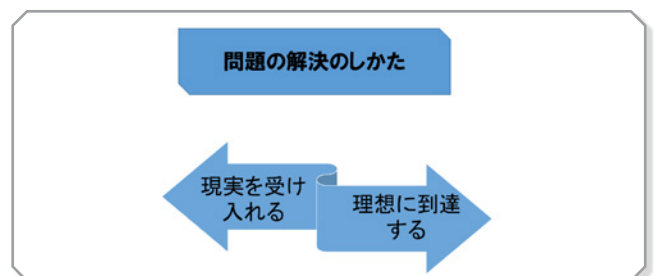 問題の解決のしかた
現実を受け
入れる
理想に到達
する